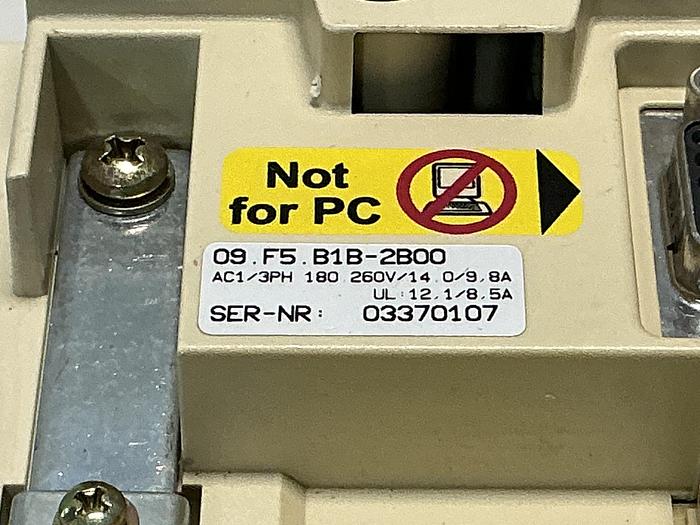 Not
for PC
09.F5.B1B-2B00
AC1/3PH 180 260V/14.0/9.8A
UL:12.1/8.5A
SER-NR: 03370107